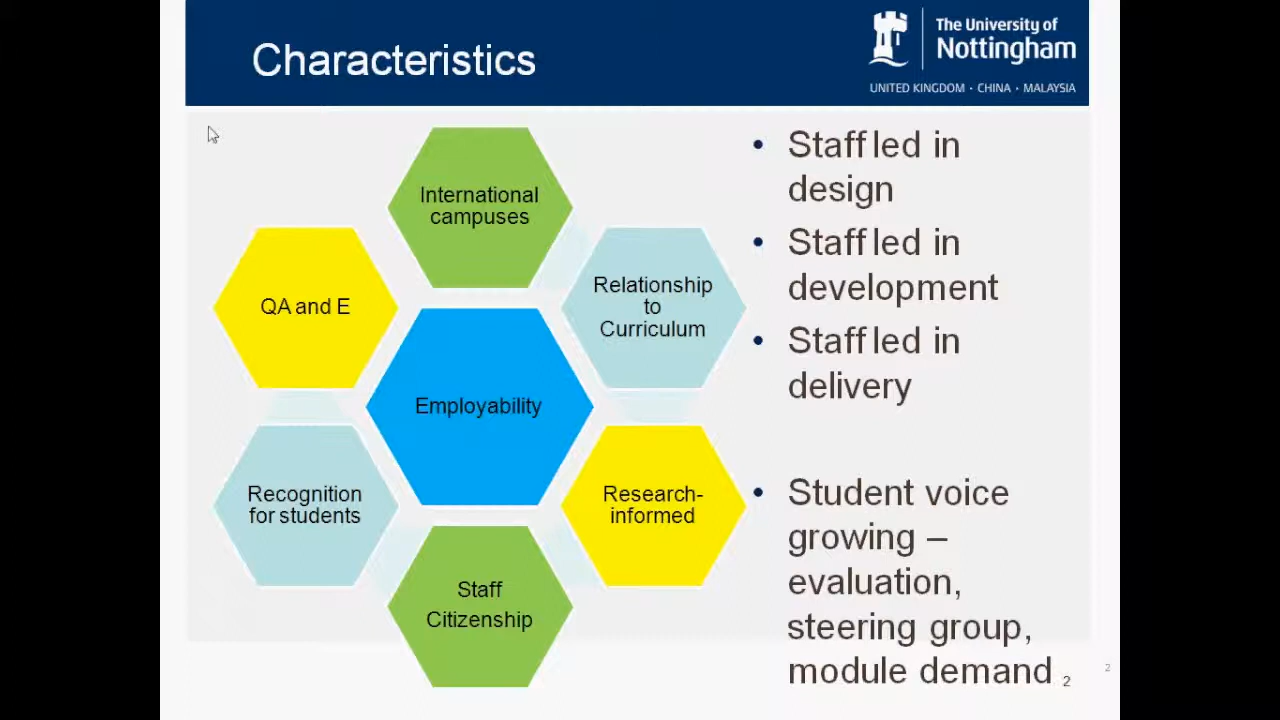 Characteristics
The University of
Nottingham
UNITED KINGDOM · CHINA · MALAYSIA
International
campuses
QA and E
Relationship
to
Curriculum
Employability
Recognition
for students
Research-
informed
Staff
Citizenship
• Staff led in
design
• Staff led in
development
• Staff led in
delivery
• Student voice
growing –
evaluation,
steering group,
module demand
2
2